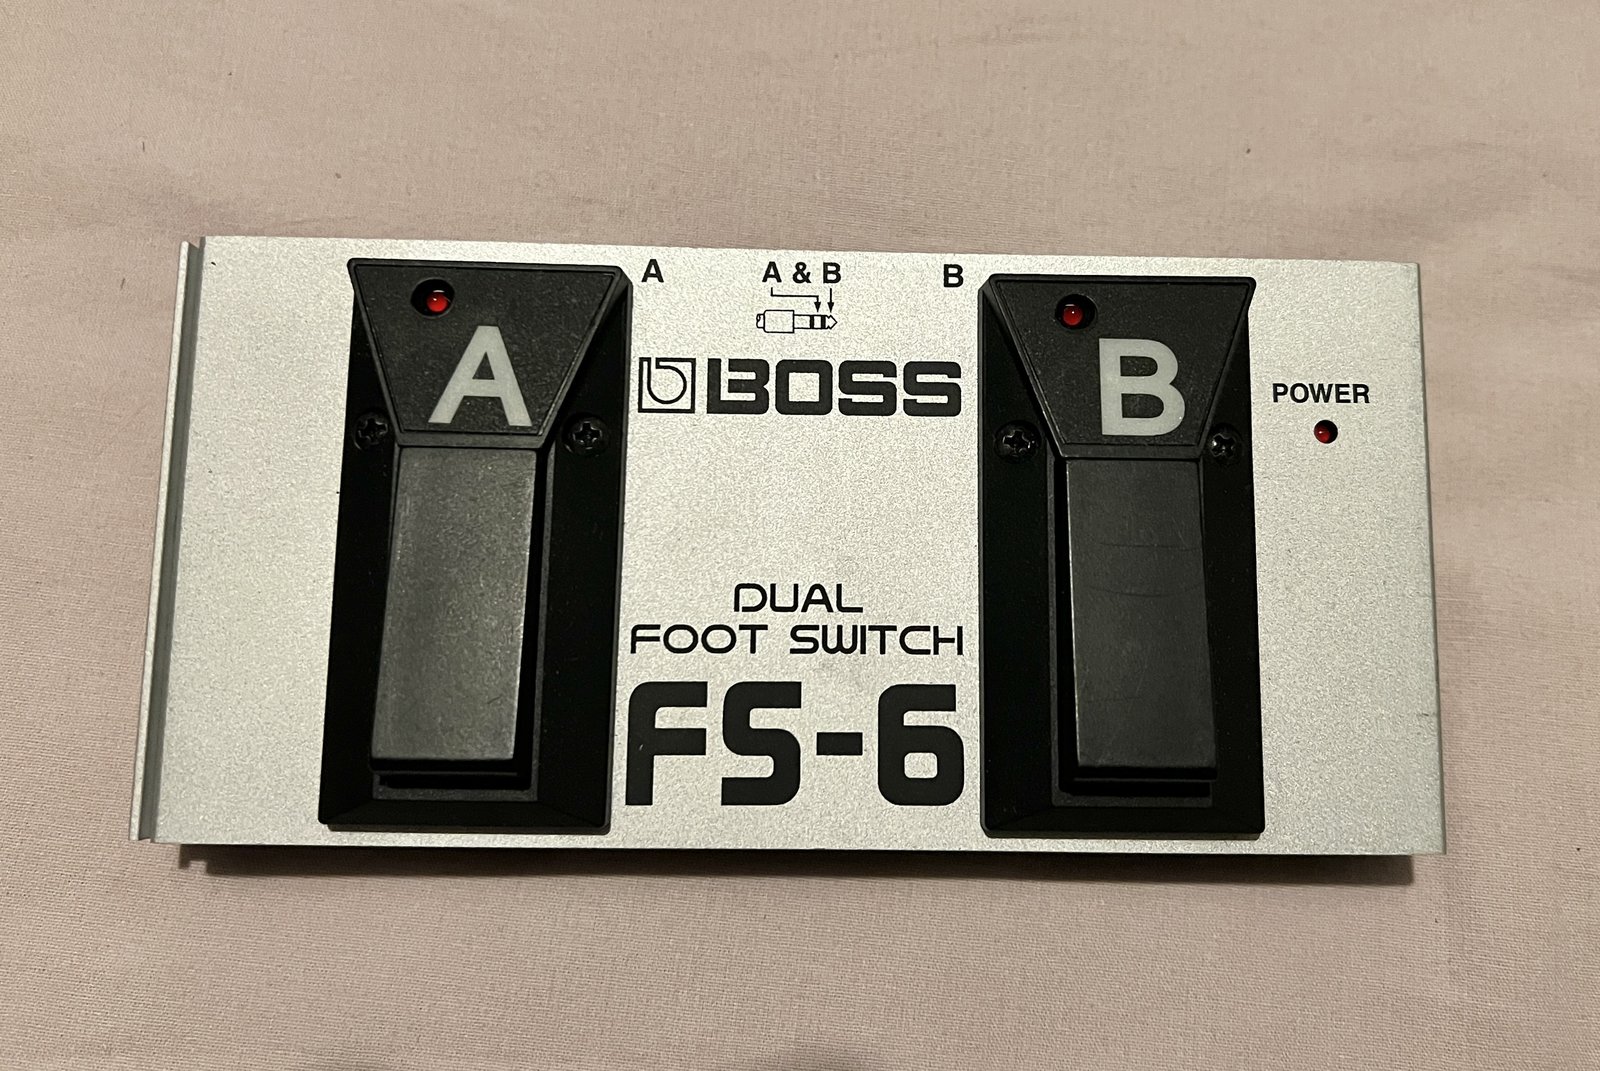 A
A & B
B
A
BOSS
B
POWER
DUAL
FOOT SWITCH
FS-6